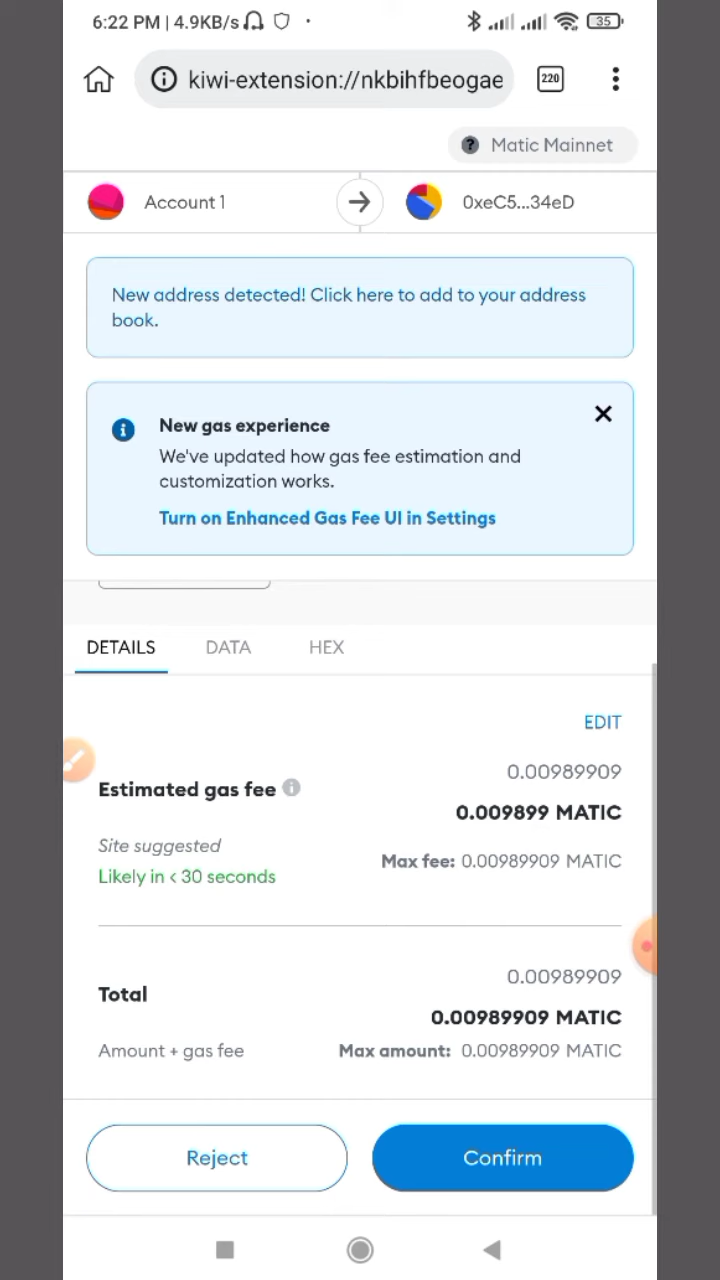 6:22 PM | 4.9KB/s
35
kiwi-extension://nkbihfbeogae
220
? Matic Mainnet
Account 1
0xeC5...34eD
New address detected! Click here to add to your address
book.
New gas experience
We've updated how gas fee estimation and
customization works.
Turn on Enhanced Gas Fee UI in Settings
DETAILS
DATA
HEX
EDIT
0.00989909
Estimated gas fee
0.009899 MATIC
Site suggested
Max fee: 0.00989909 MATIC
Likely in < 30 seconds
0.00989909
Total
0.00989909 MATIC
Amount + gas fee
Max amount: 0.00989909 MATIC
Reject
Confirm